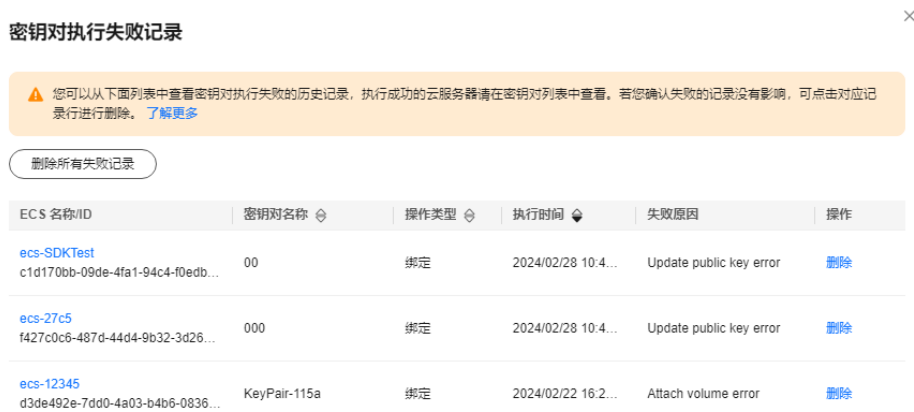 密钥对执行失败记录
您可以从下面列表中查看密钥对执行失败的历史记录，执行成功的云服务器请在密钥对列表中查看。若您确认失败的记录没有影响，可点击对应记
录行进行删除。 了解更多
删除所有失败记录
ECS 名称/ID 密钥对名称 操作类型 执行时间 失败原因 操作
ecs-SDKTest
c1d170bb-09de-4fa1-94c4-f0edb... 00 绑定 2024/02/28 10:4... Update public key error 删除
ecs-27c5
f427c0c6-487d-44d4-9b32-3d26... 000 绑定 2024/02/28 10:4... Update public key error 删除
ecs-12345
d3de492e-7dd0-4a03-b4b6-0836... KeyPair-115a 绑定 2024/02/22 16:2... Attach volume error 删除